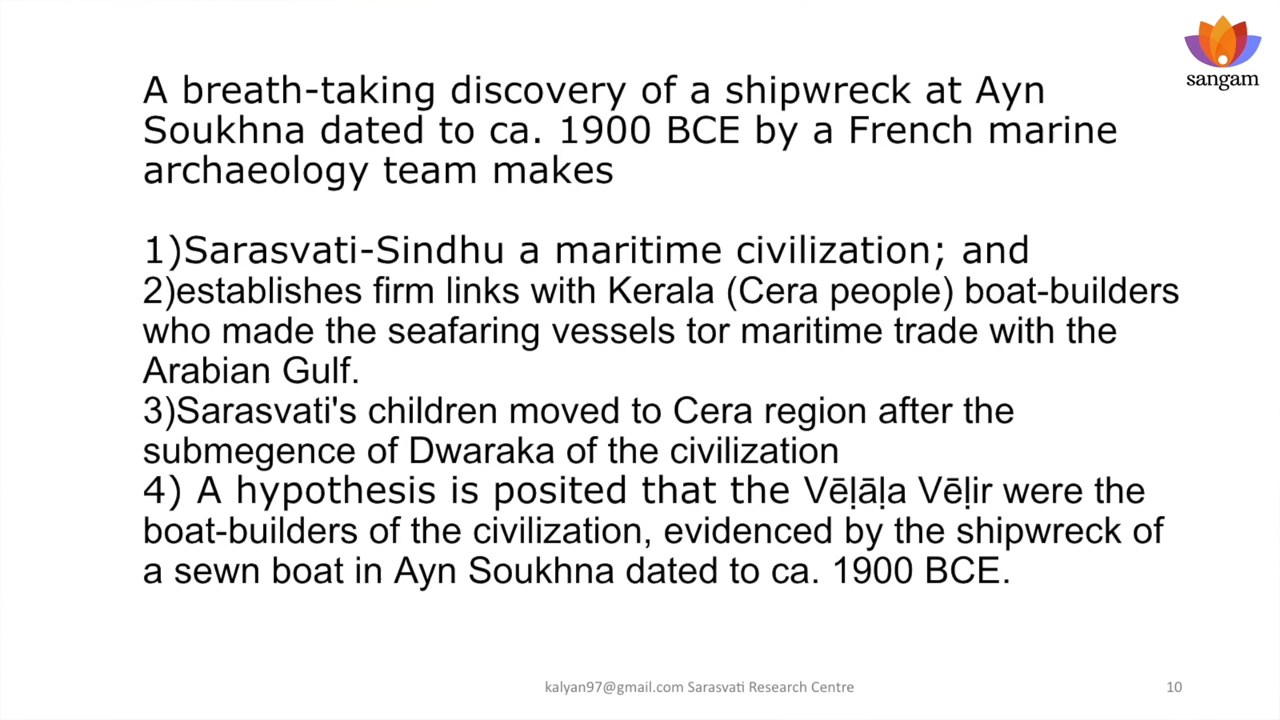 sangam
A breath-taking discovery of a shipwreck at Ayn
Soukhna dated to ca. 1900 BCE by a French marine
archaeology team makes
1)Sarasvati-Sindhu a maritime civilization; and
2)establishes firm links with Kerala (Cera people) boat-builders
who made the seafaring vessels tor maritime trade with the
Arabian Gulf.
3)Sarasvati's children moved to Cera region after the
submegence of Dwaraka of the civilization
4) A hypothesis is posited that the Vēḷāḷa Vēḷir were the
boat-builders of the civilization, evidenced by the shipwreck of
a sewn boat in Ayn Soukhna dated to ca. 1900 BCE.
kalyan97@gmail.com Sarasvati Research Centre
10